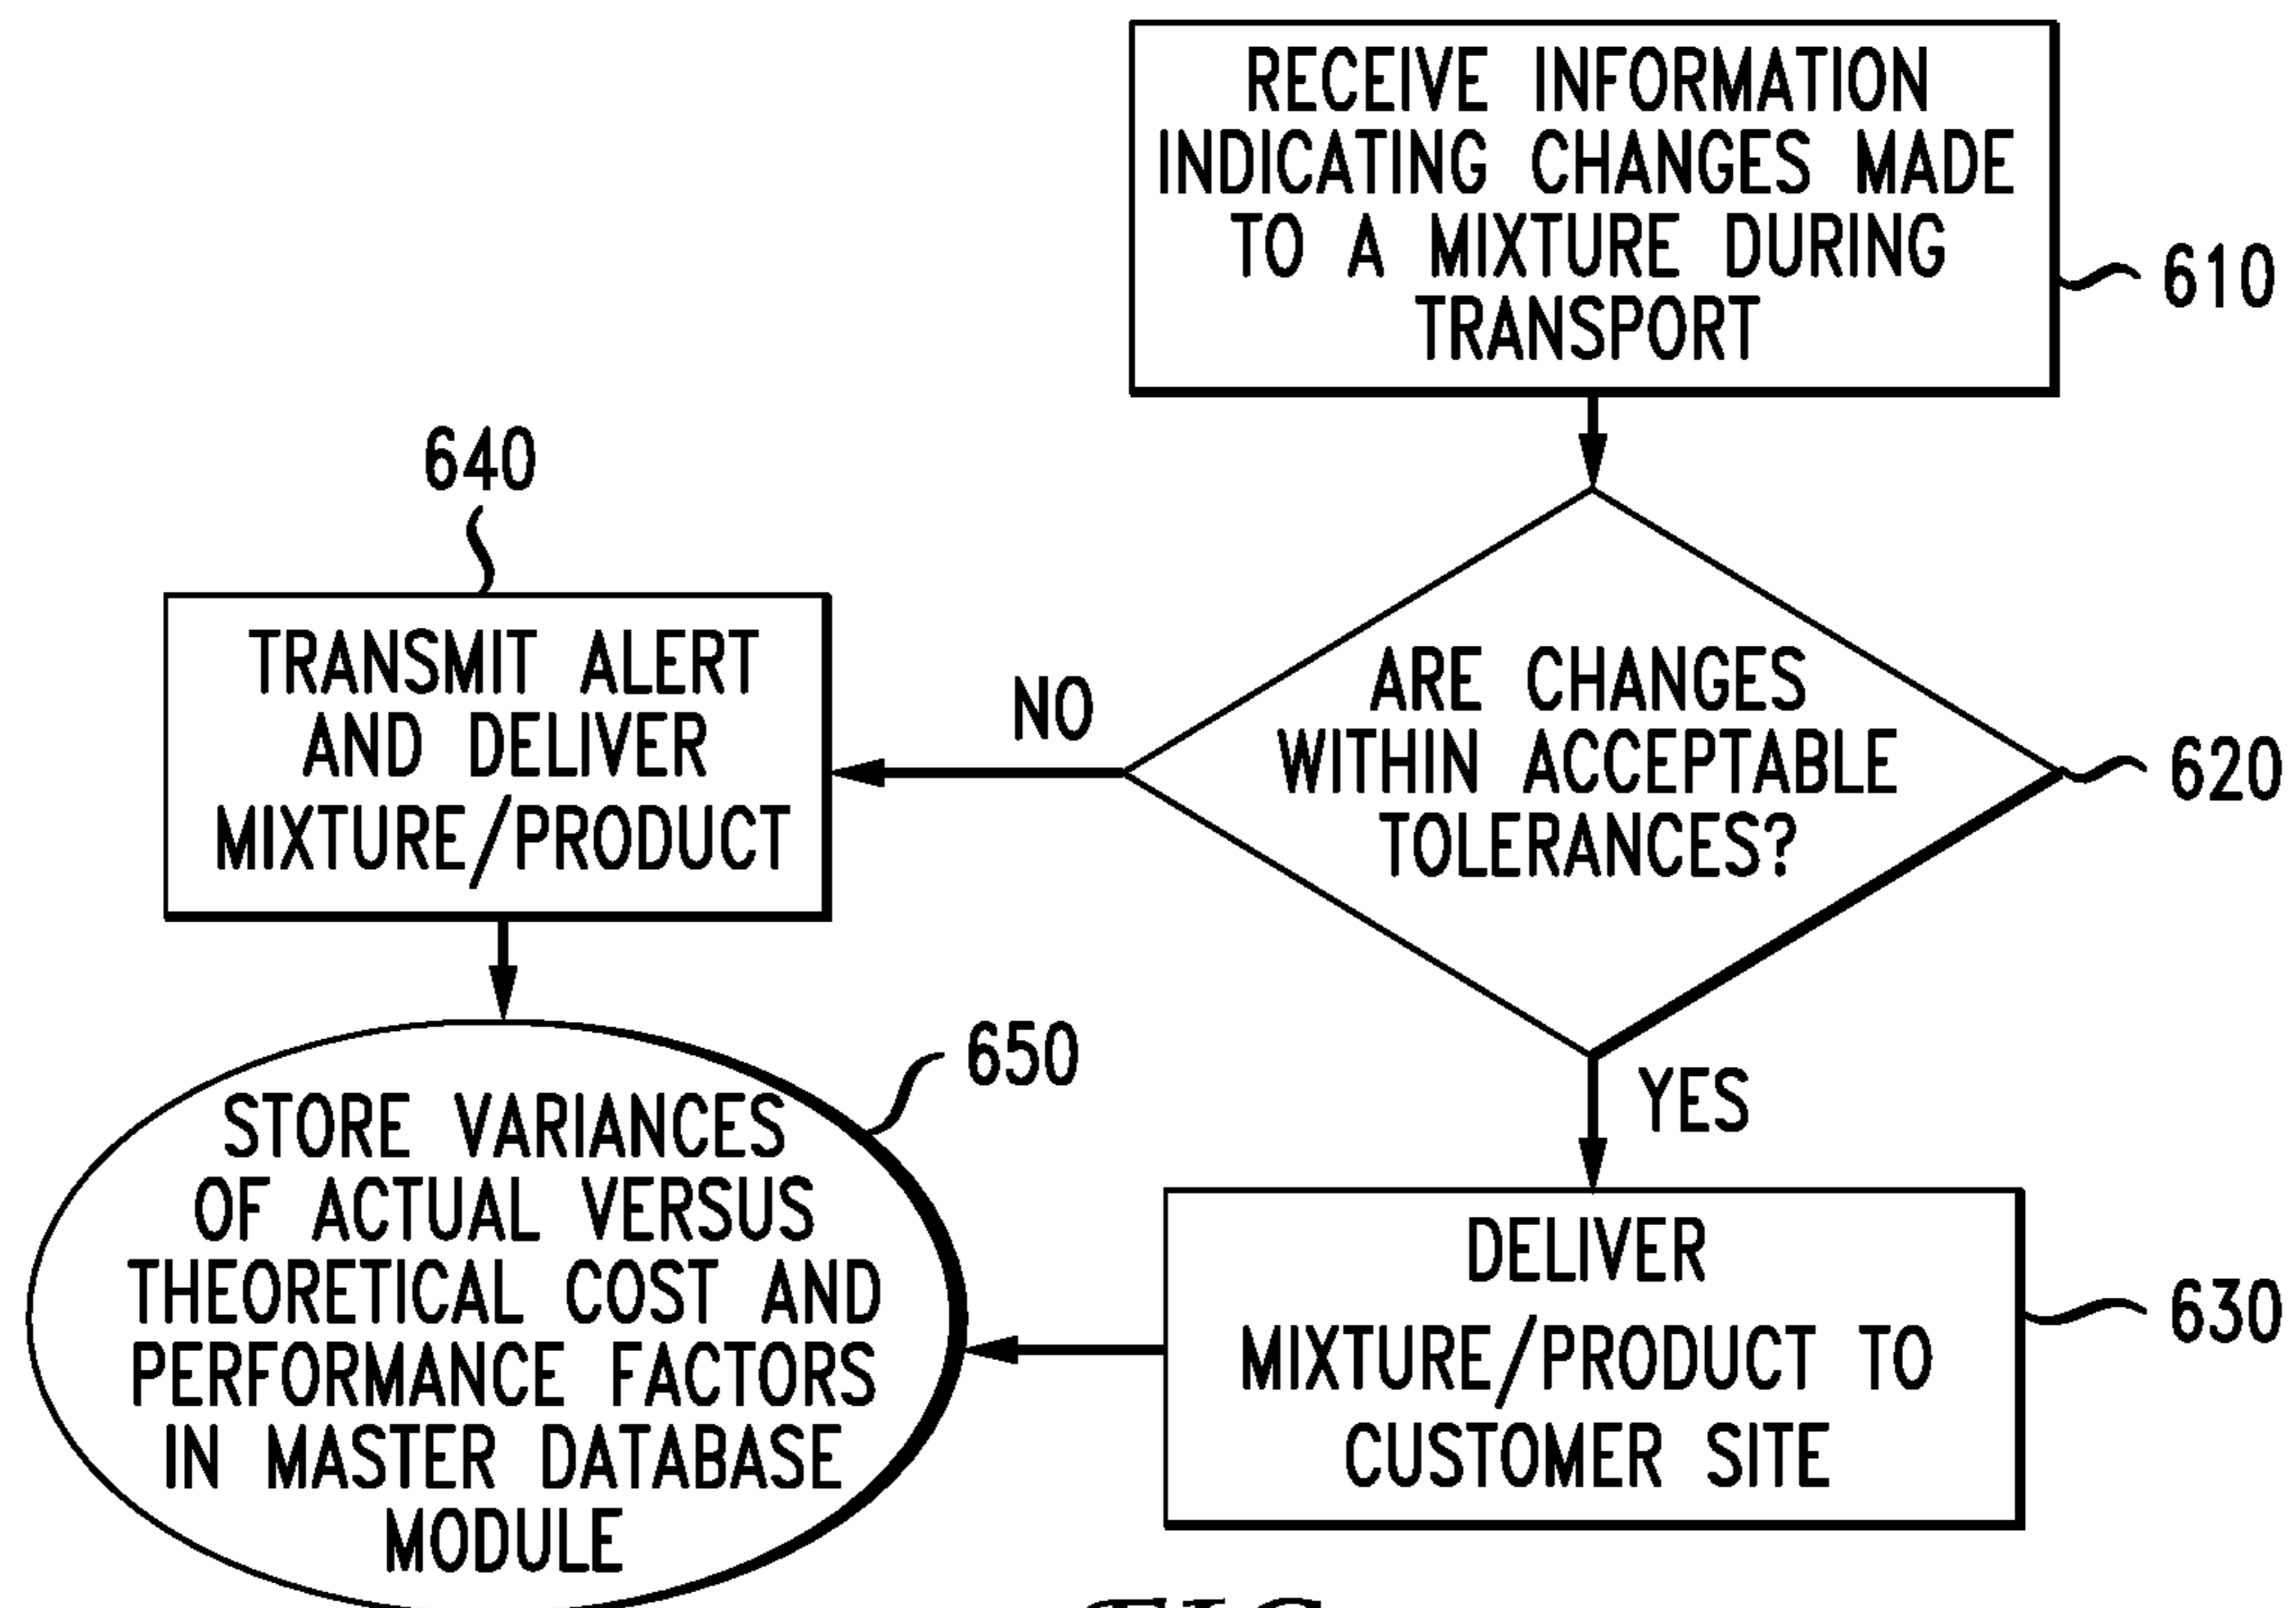 RECEIVE INFORMATION
INDICATING CHANGES MADE
TO A MIXTURE DURING
TRANSPORT
610
640
TRANSMIT ALERT
AND DELIVER
MIXTURE/PRODUCT
NO
ARE CHANGES
WITHIN ACCEPTABLE
TOLERANCES?
620
650
YES
STORE VARIANCES
OF ACTUAL VERSUS
THEORETICAL COST AND
PERFORMANCE FACTORS
IN MASTER DATABASE
MODULE
DELIVER
MIXTURE/PRODUCT TO
CUSTOMER SITE
630